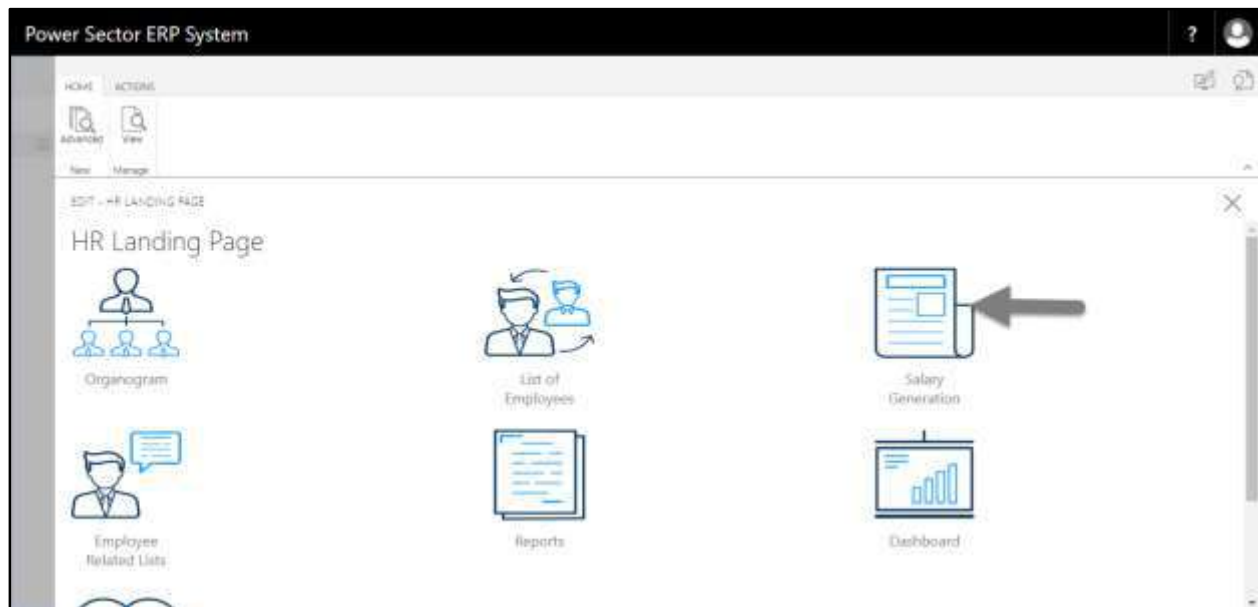 Power Sector ERP System
?
HOME ACTIONS
Advanced View
New Manage
EDIT - HR LANDING PAGE
HR Landing Page
Organogram
List of
Employees
Salary
Generation
Employee
Related Lists
Reports
Dashboard